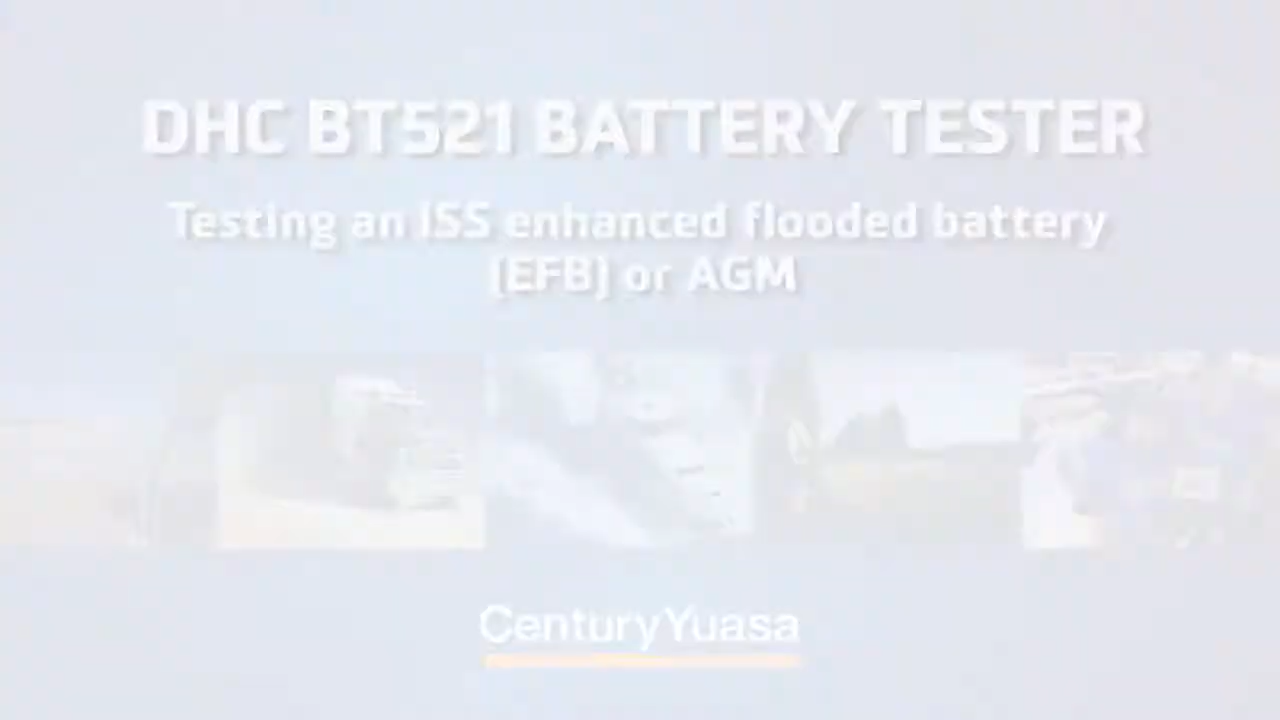 DHC BT521 BATTERY TESTER
Testing an ISS enhanced flooded battery
(EFB) or AGM
CenturyYuasa